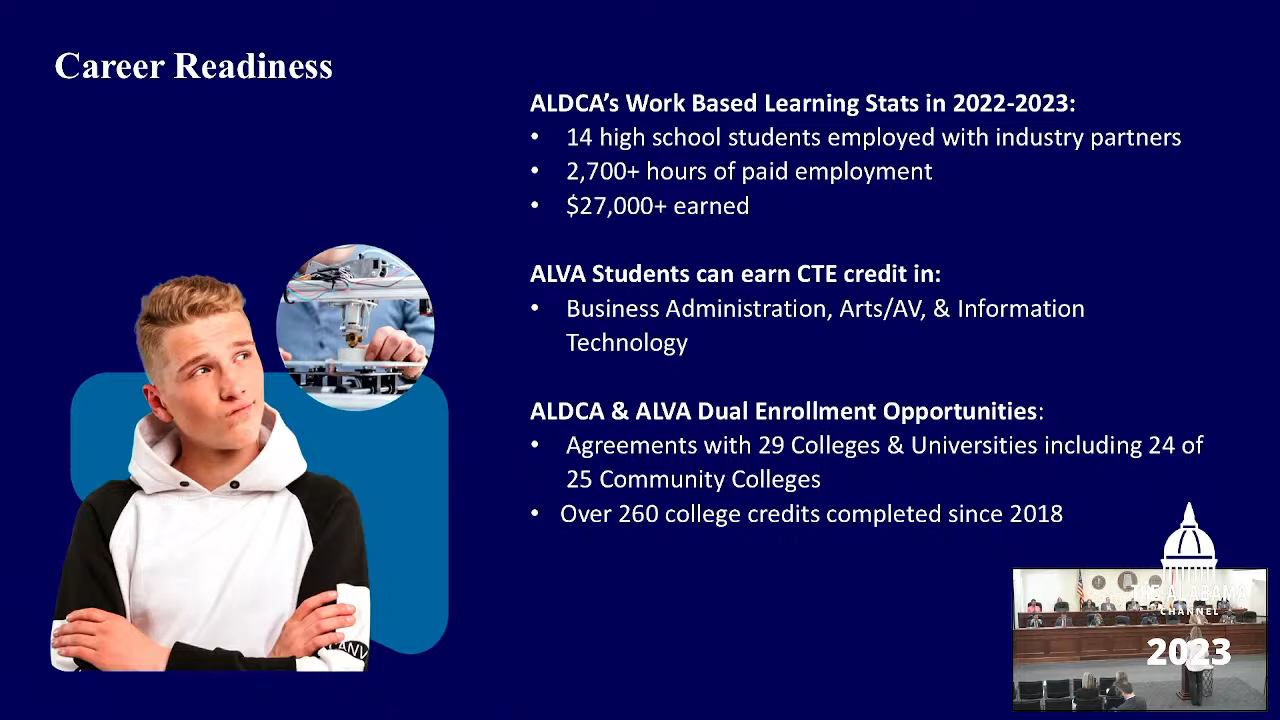 Career Readiness
ALDCA’s Work Based Learning Stats in 2022-2023:
• 14 high school students employed with industry partners
• 2,700+ hours of paid employment
• $27,000+ earned
ALVA Students can earn CTE credit in:
• Business Administration, Arts/AV, & Information
Technology
ALDCA & ALVA Dual Enrollment Opportunities:
• Agreements with 29 Colleges & Universities including 24 of
25 Community Colleges
• Over 260 college credits completed since 2018
THE ALABAMA
CHANNEL
2023